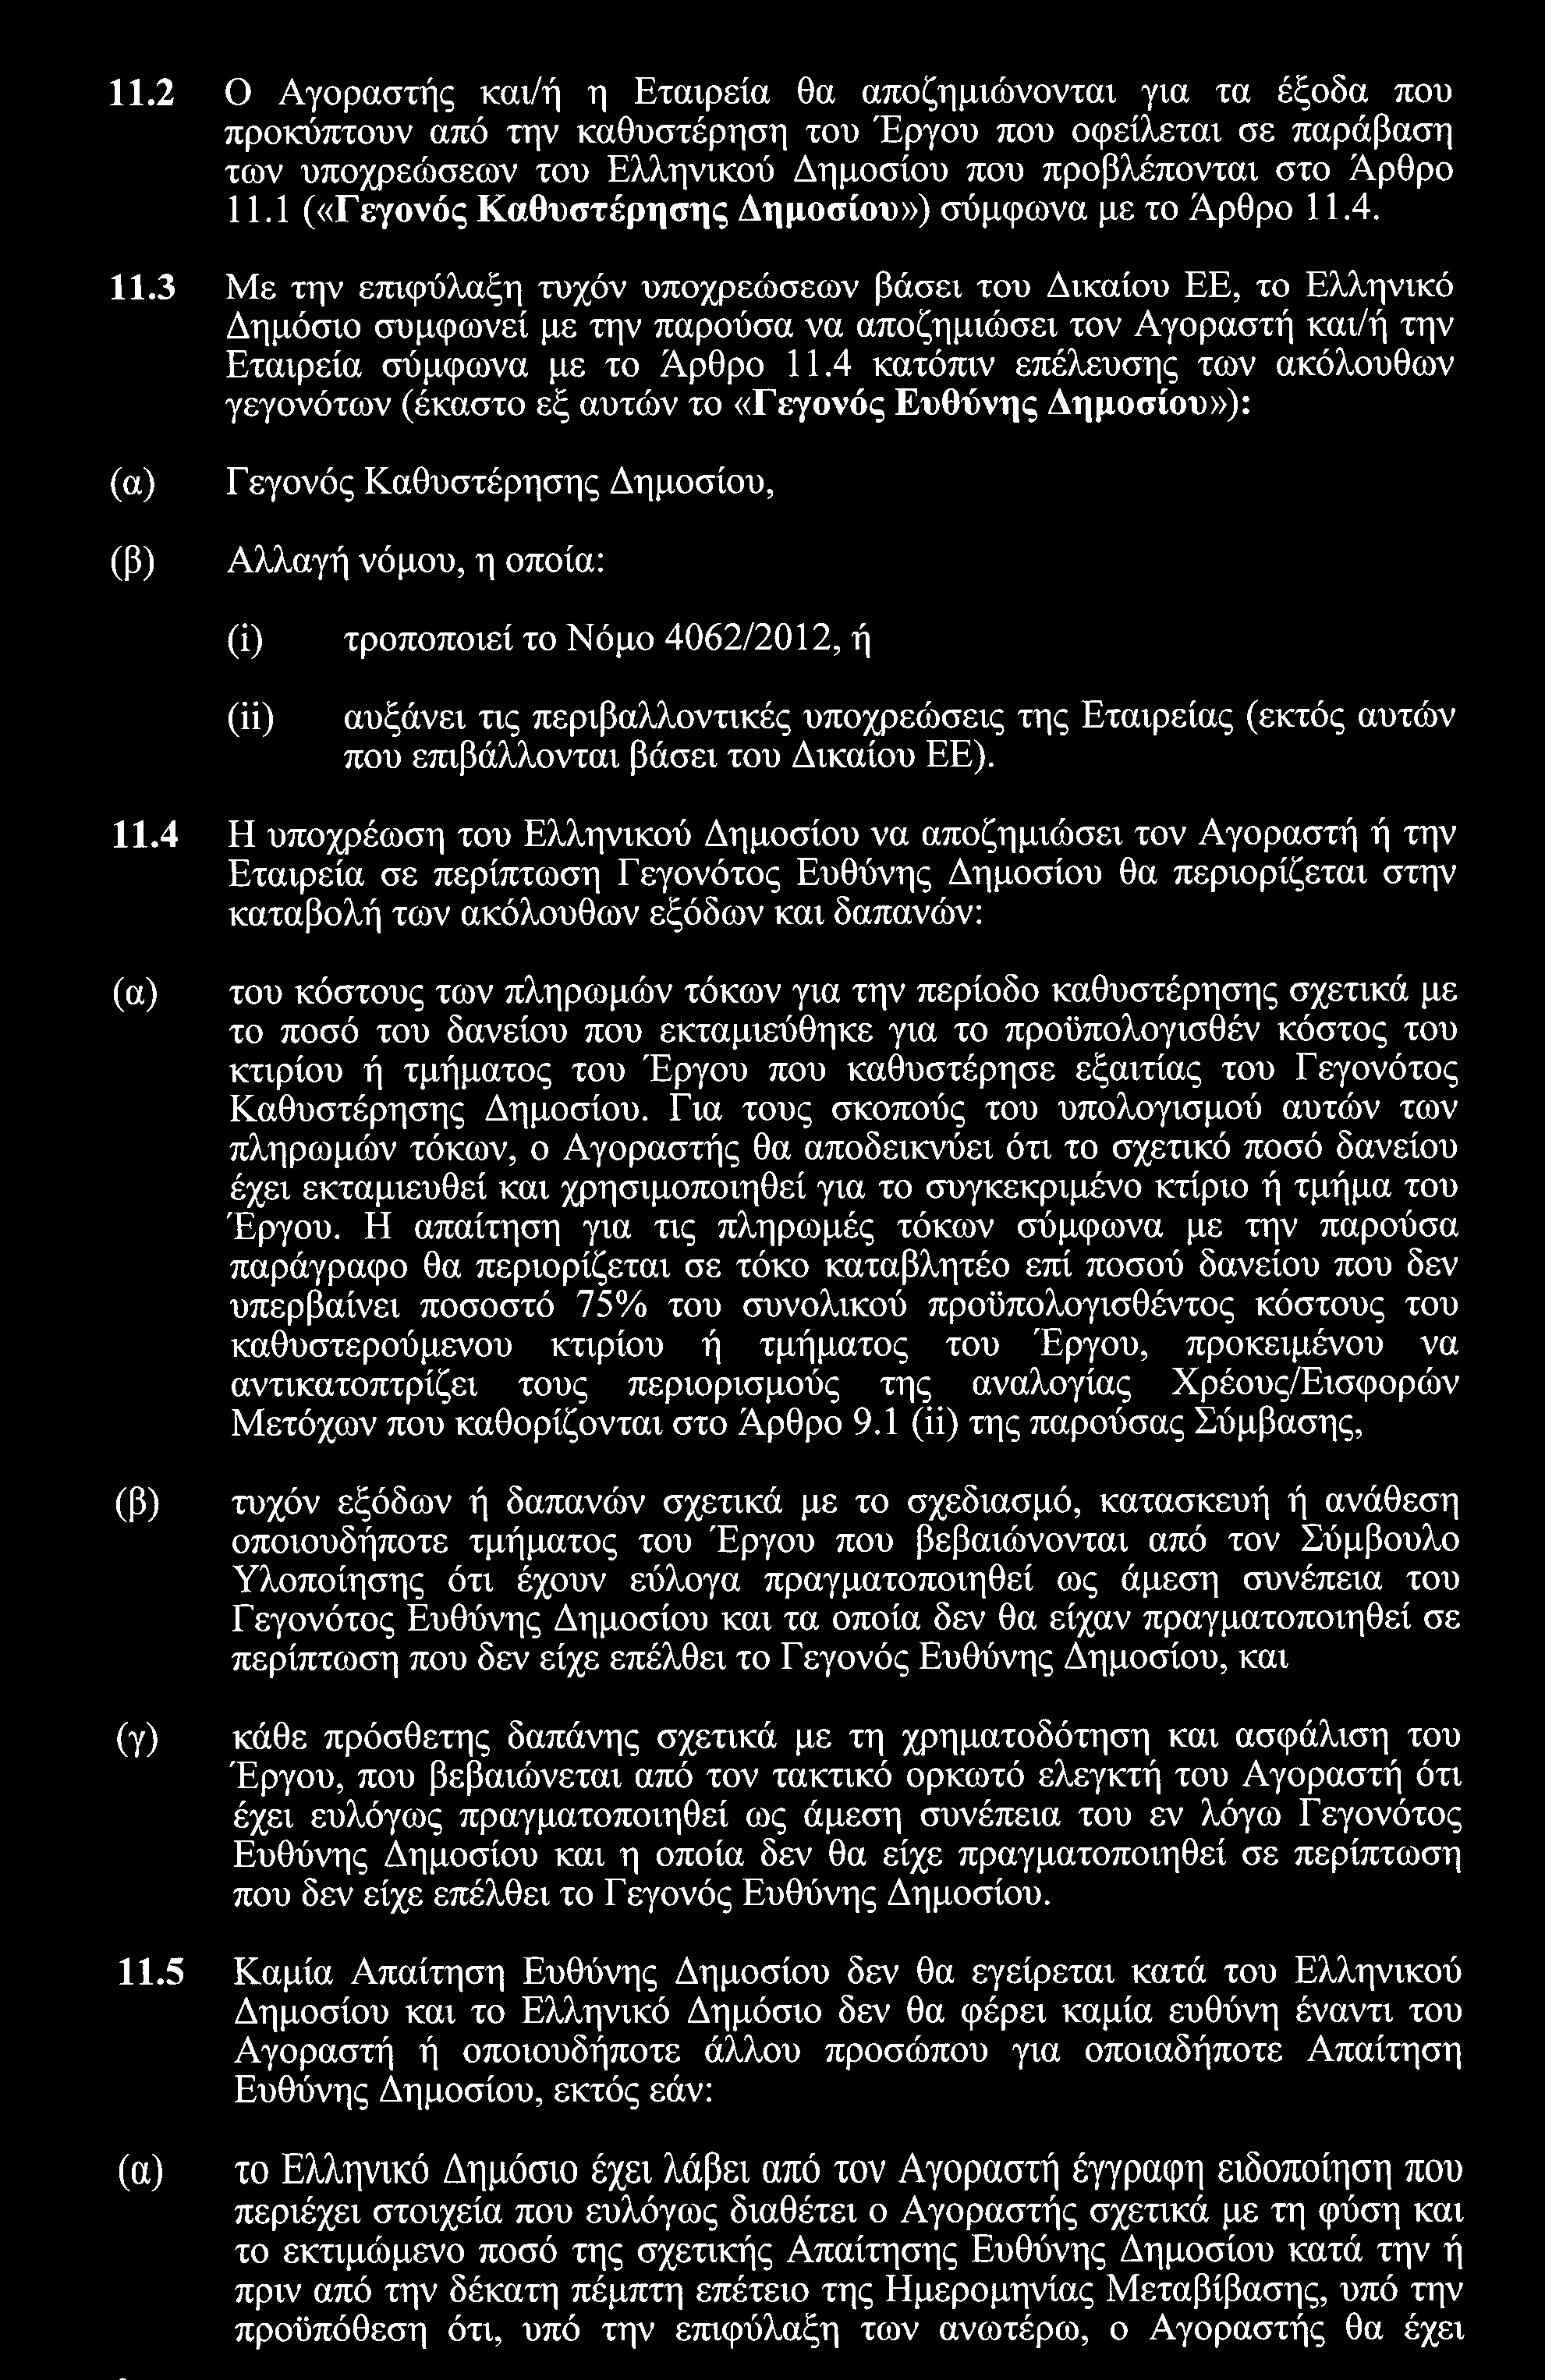 11.2 Ο Αγοραστής και/ή η Εταιρεία θα αποζημιώνονται για τα έξοδα που
προκύπτουν από την καθυστέρηση του Έργου που οφείλεται σε παράβαση
των υποχρεώσεων του Ελληνικού Δημοσίου που προβλέπονται στο Άρθρο
11.1 («Γεγονός Καθυστέρησης Δημοσίου») σύμφωνα με το Άρθρο 11.4.
11.3 Με την επιφύλαξη τυχόν υποχρεώσεων βάσει του Δικαίου ΕΕ, το Ελληνικό
Δημόσιο συμφωνεί με την παρούσα να αποζημιώσει τον Αγοραστή και/ή την
Εταιρεία σύμφωνα με το Άρθρο 11.4 κατόπιν επέλευσης των ακόλουθων
γεγονότων (έκαστο εξ αυτών το «Γεγονός Ευθύνης Δημοσίου»):
(α) Γεγονός Καθυστέρησης Δημοσίου,
(β) Αλλαγή νόμου, η οποία:
(i) τροποποιεί το Νόμο 4062/2012, ή
(ii) αυξάνει τις περιβαλλοντικές υποχρεώσεις της Εταιρείας (εκτός αυτών
που επιβάλλονται βάσει του Δικαίου ΕΕ).
11.4 Η υποχρέωση του Ελληνικού Δημοσίου να αποζημιώσει τον Αγοραστή ή την
Εταιρεία σε περίπτωση Γεγονότος Ευθύνης Δημοσίου θα περιορίζεται στην
καταβολή των ακόλουθων εξόδων και δαπανών:
(α) του κόστους των πληρωμών τόκων για την περίοδο καθυστέρησης σχετικά με
το ποσό του δανείου που εκταμιεύθηκε για το προϋπολογισθέν κόστος του
κτιρίου ή τμήματος του Έργου που καθυστέρησε εξαιτίας του Γεγονότος
Καθυστέρησης Δημοσίου. Για τους σκοπούς του υπολογισμού αυτών των
πληρωμών τόκων, ο Αγοραστής θα αποδεικνύει ότι το σχετικό ποσό δανείου
έχει εκταμιευθεί και χρησιμοποιηθεί για το συγκεκριμένο κτίριο ή τμήμα του
Έργου. Η απαίτηση για τις πληρωμές τόκων σύμφωνα με την παρούσα
παράγραφο θα περιορίζεται σε τόκο καταβλητέο επί ποσού δανείου που δεν
υπερβαίνει ποσοστό 75% του συνολικού προϋπολογισθέντος κόστους του
καθυστερούμενου κτιρίου ή τμήματος του Έργου, προκειμένου να
αντικατοπτρίζει τους περιορισμούς της αναλογίας Χρέους/Εισφορών
Μετόχων που καθορίζονται στο Άρθρο 9.1 (ii) της παρούσας Σύμβασης,
(β) τυχόν εξόδων ή δαπανών σχετικά με το σχεδιασμό, κατασκευή ή ανάθεση
οποιουδήποτε τμήματος του Έργου που βεβαιώνονται από τον Σύμβουλο
Υλοποίησης ότι έχουν εύλογα πραγματοποιηθεί ως άμεση συνέπεια του
Γεγονότος Ευθύνης Δημοσίου και τα οποία δεν θα είχαν πραγματοποιηθεί σε
περίπτωση που δεν είχε επέλθει το Γεγονός Ευθύνης Δημοσίου, και
(γ) κάθε πρόσθετης δαπάνης σχετικά με τη χρηματοδότηση και ασφάλιση του
Έργου, που βεβαιώνεται από τον τακτικό ορκωτό ελεγκτή του Αγοραστή ότι
έχει ευλόγως πραγματοποιηθεί ως άμεση συνέπεια του εν λόγω Γεγονότος
Ευθύνης Δημοσίου και η οποία δεν θα είχε πραγματοποιηθεί σε περίπτωση
που δεν είχε επέλθει το Γεγονός Ευθύνης Δημοσίου.
11.5 Καμία Απαίτηση Ευθύνης Δημοσίου δεν θα εγείρεται κατά του Ελληνικού
Δημοσίου και το Ελληνικό Δημόσιο δεν θα φέρει καμία ευθύνη έναντι του
Αγοραστή ή οποιουδήποτε άλλου προσώπου για οποιαδήποτε Απαίτηση
Ευθύνης Δημοσίου, εκτός εάν:
(α) το Ελληνικό Δημόσιο έχει λάβει από τον Αγοραστή έγγραφη ειδοποίηση που
περιέχει στοιχεία που ευλόγως διαθέτει ο Αγοραστής σχετικά με τη φύση και
το εκτιμώμενο ποσό της σχετικής Απαίτησης Ευθύνης Δημοσίου κατά την ή
πριν από την δέκατη πέμπτη επέτειο της Ημερομηνίας Μεταβίβασης, υπό την
προϋπόθεση ότι, υπό την επιφύλαξη των ανωτέρω, ο Αγοραστής θα έχει